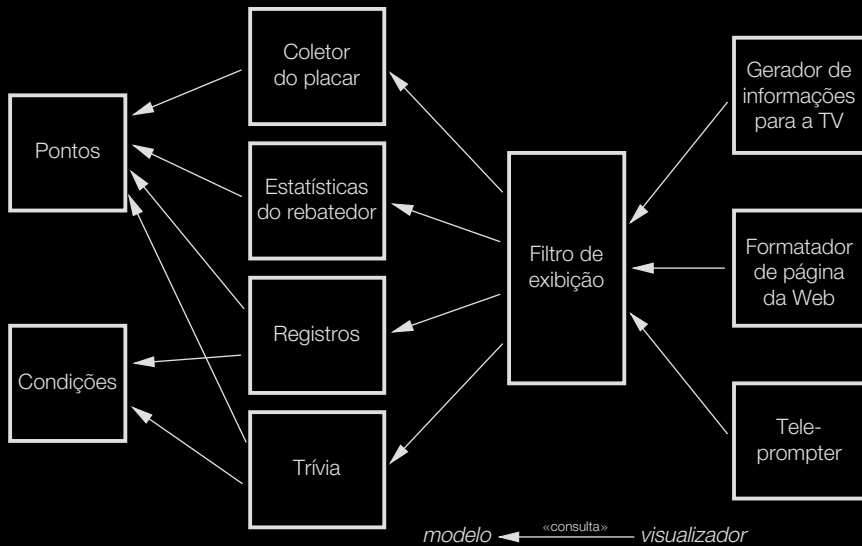 Coletor
do placar
Gerador de
informações
para a TV
Pontos
Estatísticas
do rebatedor
Filtro de
exibição
Formatador
de página
da Web
Registros
Condições
Trívia
Tele-
prompter
modelo «consulta» visualizador